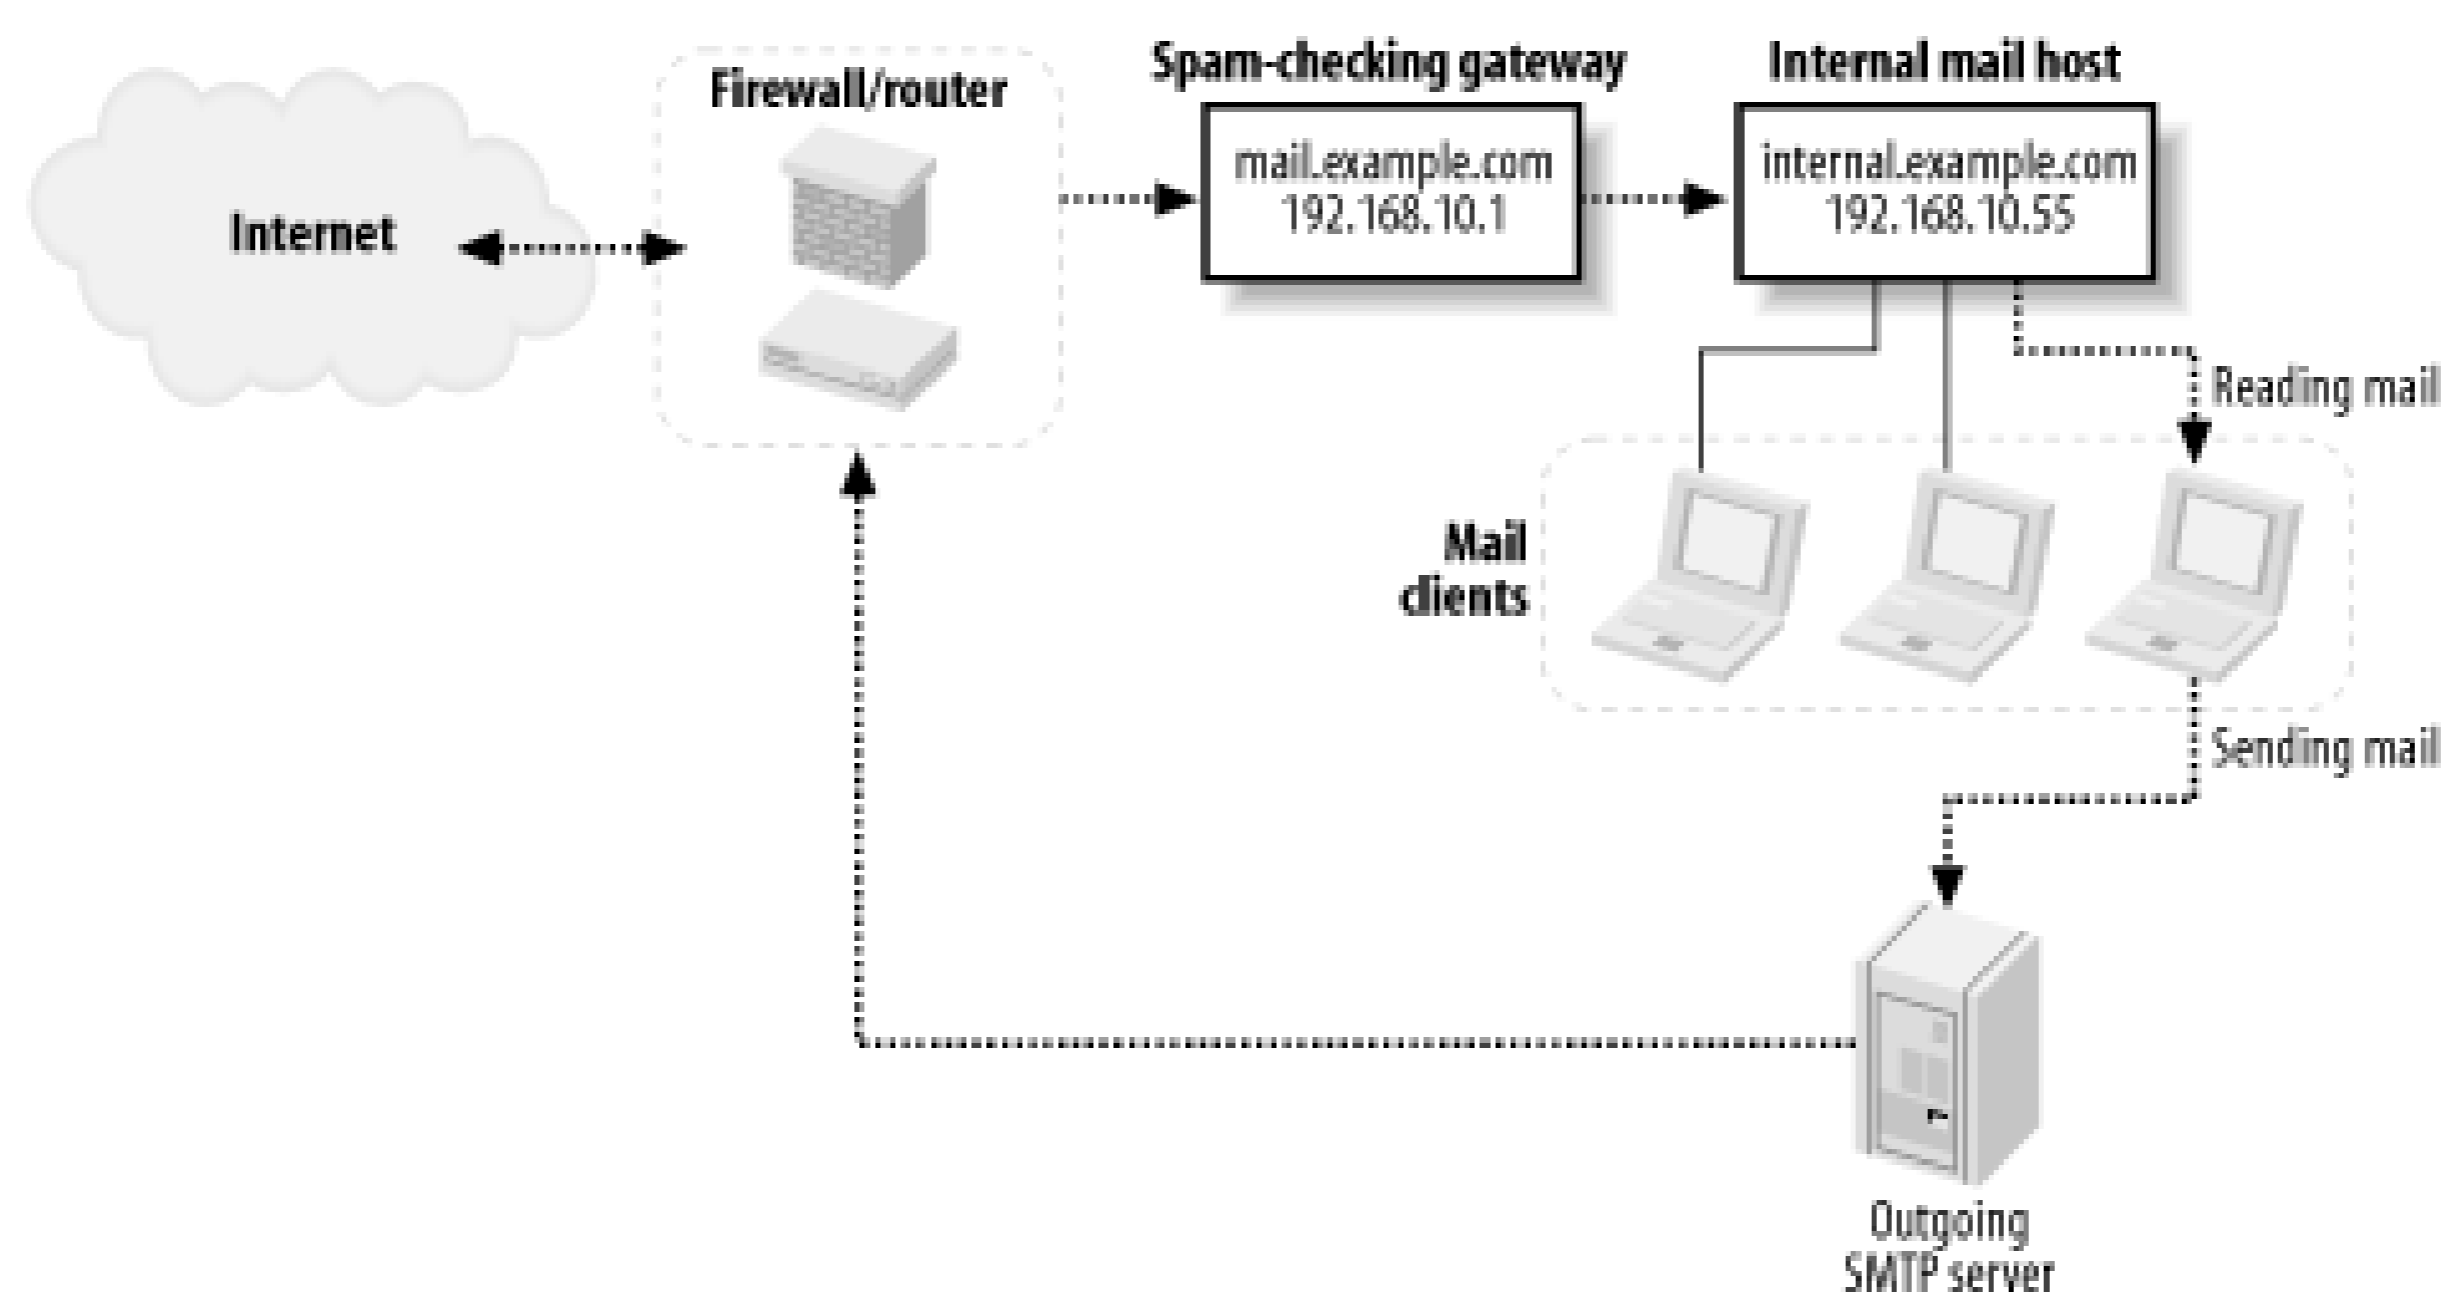 Spam-checking gateway
Internal mail host
Firewall/router
mail.example.com
192.168.10.1
internal.example.com
192.168.10.55
Internet
Reading mail
Mail
clients
Sending mail
Outgoing
SMTP server